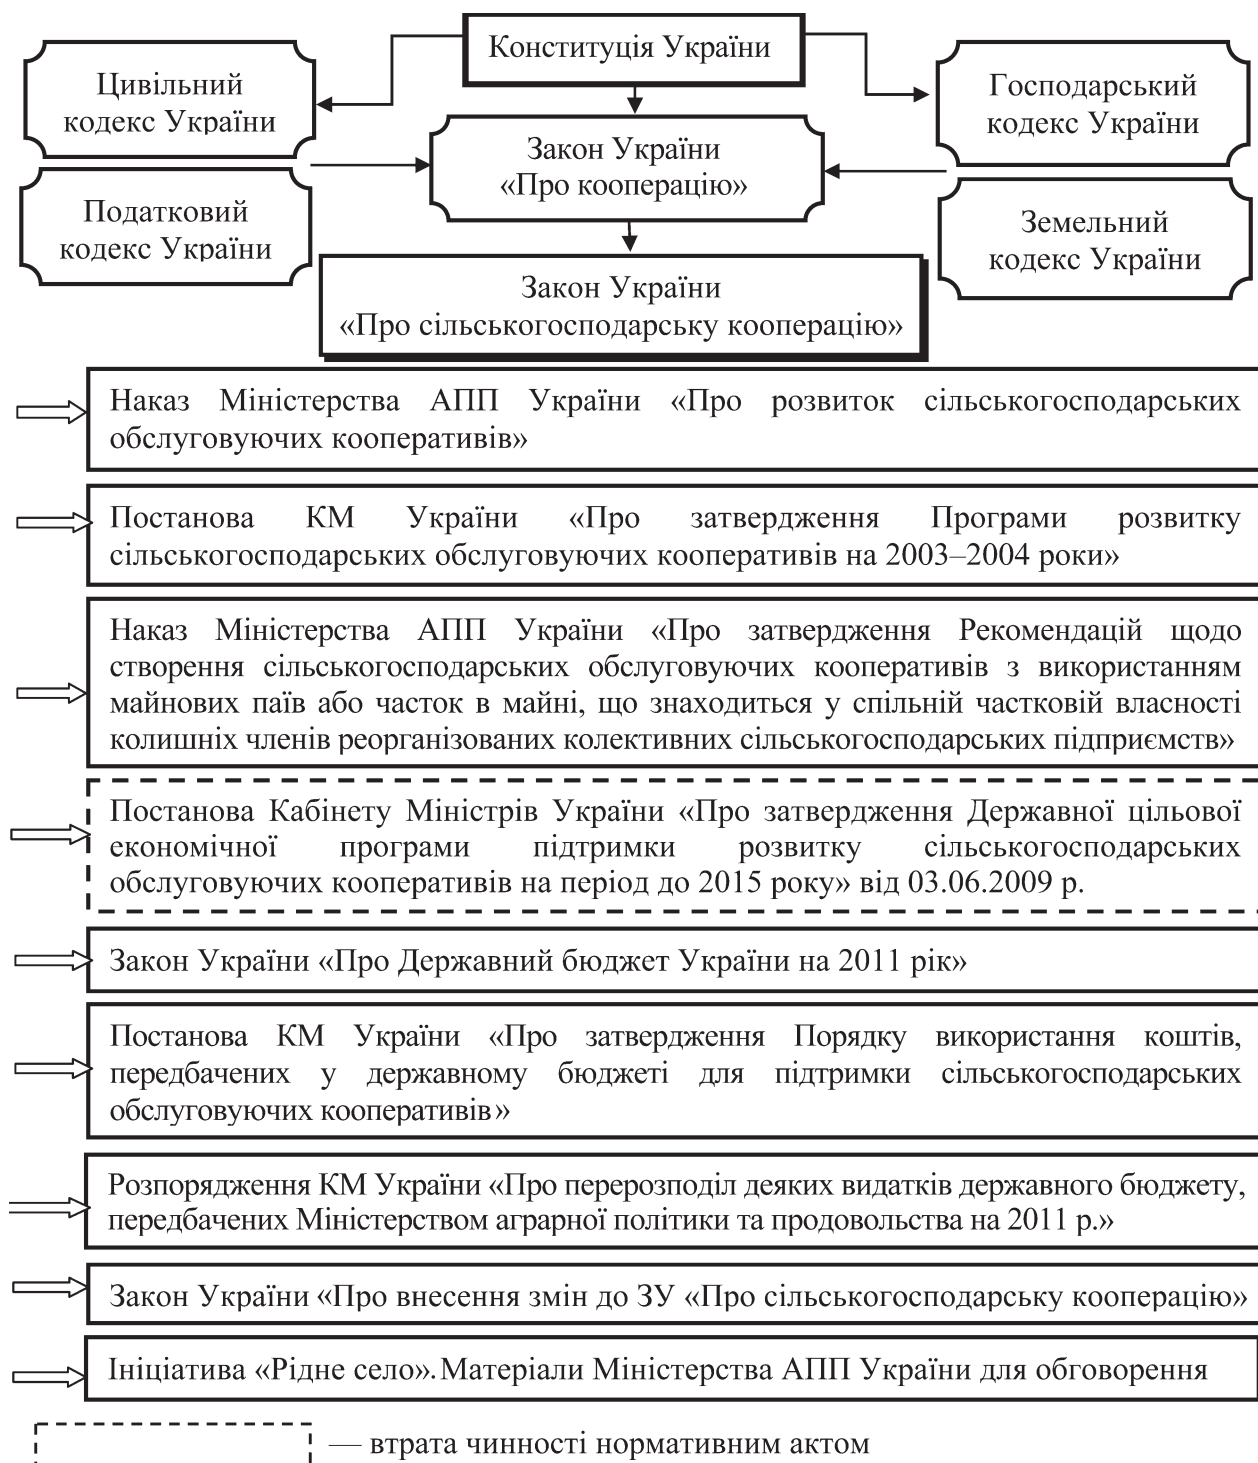 Конституція України
Цивільний
кодекс України
Господарський
кодекс України
Закон України
«Про кооперацію»
Податковий
кодекс України
Земельний
кодекс України
Закон України
«Про сільськогосподарську кооперацію»
Наказ Міністерства АПП України «Про розвиток сільськогосподарських
обслуговуючих кооперативів»
Постанова КМ України «Про затвердження Програми розвитку
сільськогосподарських обслуговуючих кооперативів на 2003–2004 роки»
Наказ Міністерства АПП України «Про затвердження Рекомендацій щодо
створення сільськогосподарських обслуговуючих кооперативів з використанням
майнових паїв або часток в майні, що знаходиться у спільній частковій власності
колишніх членів реорганізованих колективних сільськогосподарських підприємств»
Постанова Кабінету Міністрів України «Про затвердження Державної цільової
економічної програми підтримки розвитку сільськогосподарських
обслуговуючих кооперативів на період до 2015 року» від 03.06.2009 р.
Закон України «Про Державний бюджет України на 2011 рік»
Постанова КМ України «Про затвердження Порядку використання коштів,
передбачених у державному бюджеті для підтримки сільськогосподарських
обслуговуючих кооперативів»
Розпорядження КМ України «Про перерозподіл деяких видатків державного бюджету,
передбачених Міністерством аграрної політики та продовольства на 2011 р.»
Закон України «Про внесення змін до ЗУ «Про сільськогосподарську кооперацію»
Ініціатива «Рідне село». Матеріали Міністерства АПП України для обговорення
— втрата чинності нормативним актом